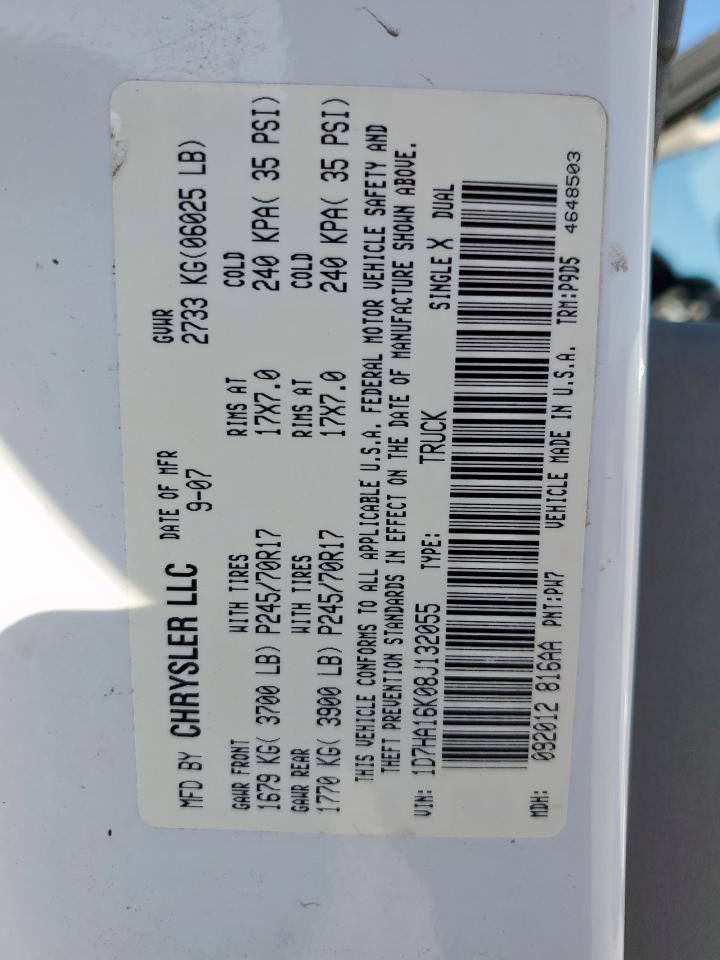 MFD BY CHRYSLER LLC DATE OF MFR 9-07 GVWR 2733 KG(06025 LB)
GAWR FRONT WITH TIRES RIMS AT COLD
1679 KG( 3700 LB) P245/70R17 17X7.0 240 KPA( 35 PSI)
GAWR REAR WITH TIRES RIMS AT COLD
1770 KG( 3900 LB) P245/70R17 17X7.0 240 KPA( 35 PSI)
THIS VEHICLE CONFORMS TO ALL APPLICABLE U.S.A. FEDERAL MOTOR VEHICLE SAFETY AND
THEFT PREVENTION STANDARDS IN EFFECT ON THE DATE OF MANUFACTURE SHOWN ABOVE.
VIN: 1D7HA16K08J132055 TYPE: TRUCK SINGLE X DUAL
MDH: 092012 816AA PNT:PW7 VEHICLE MADE IN U.S.A. TRM:P9D5 4648503